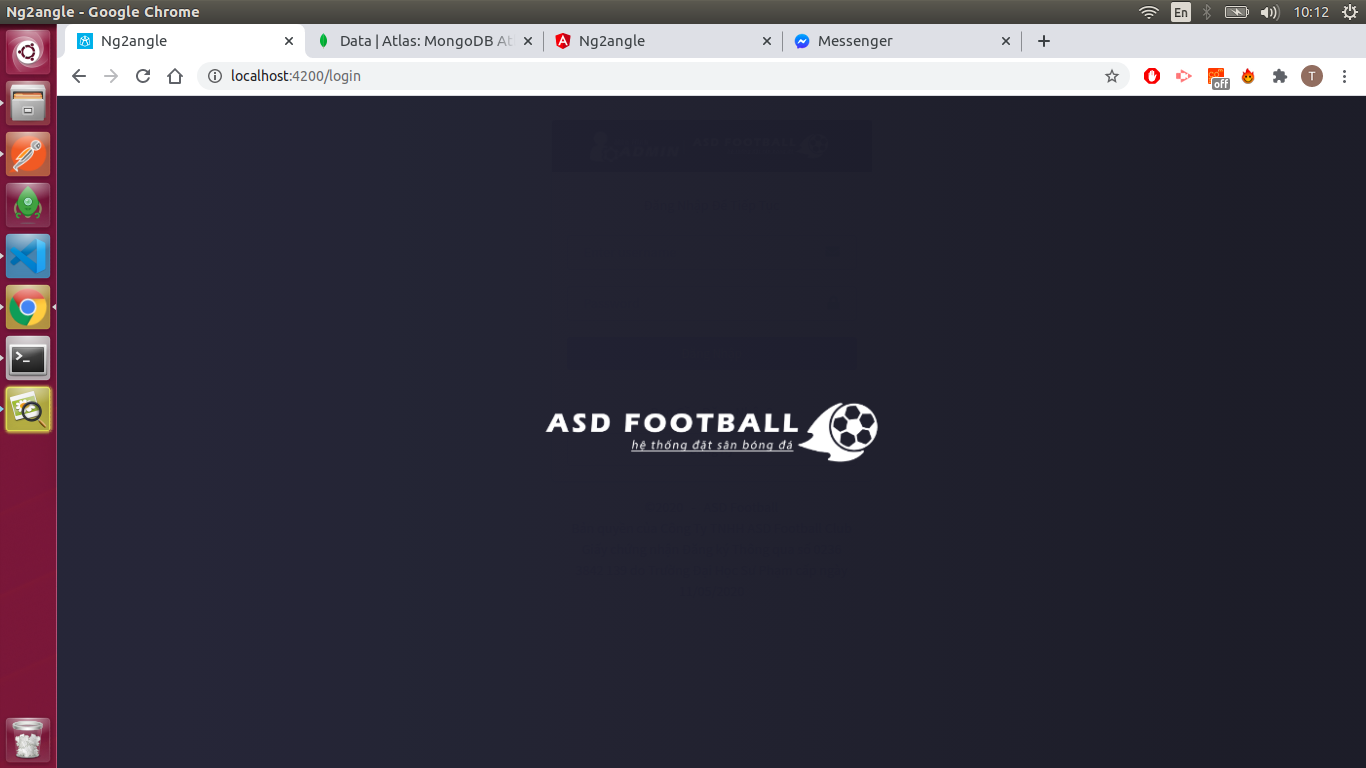 Ng2angle - Google Chrome
En
10:12
Ng2angle
Data | Atlas: MongoDB Atl
Ng2angle
Messenger
localhost:4200/login
off
T
ASD FOOTBALL
hệ thống đặt sân bóng đá